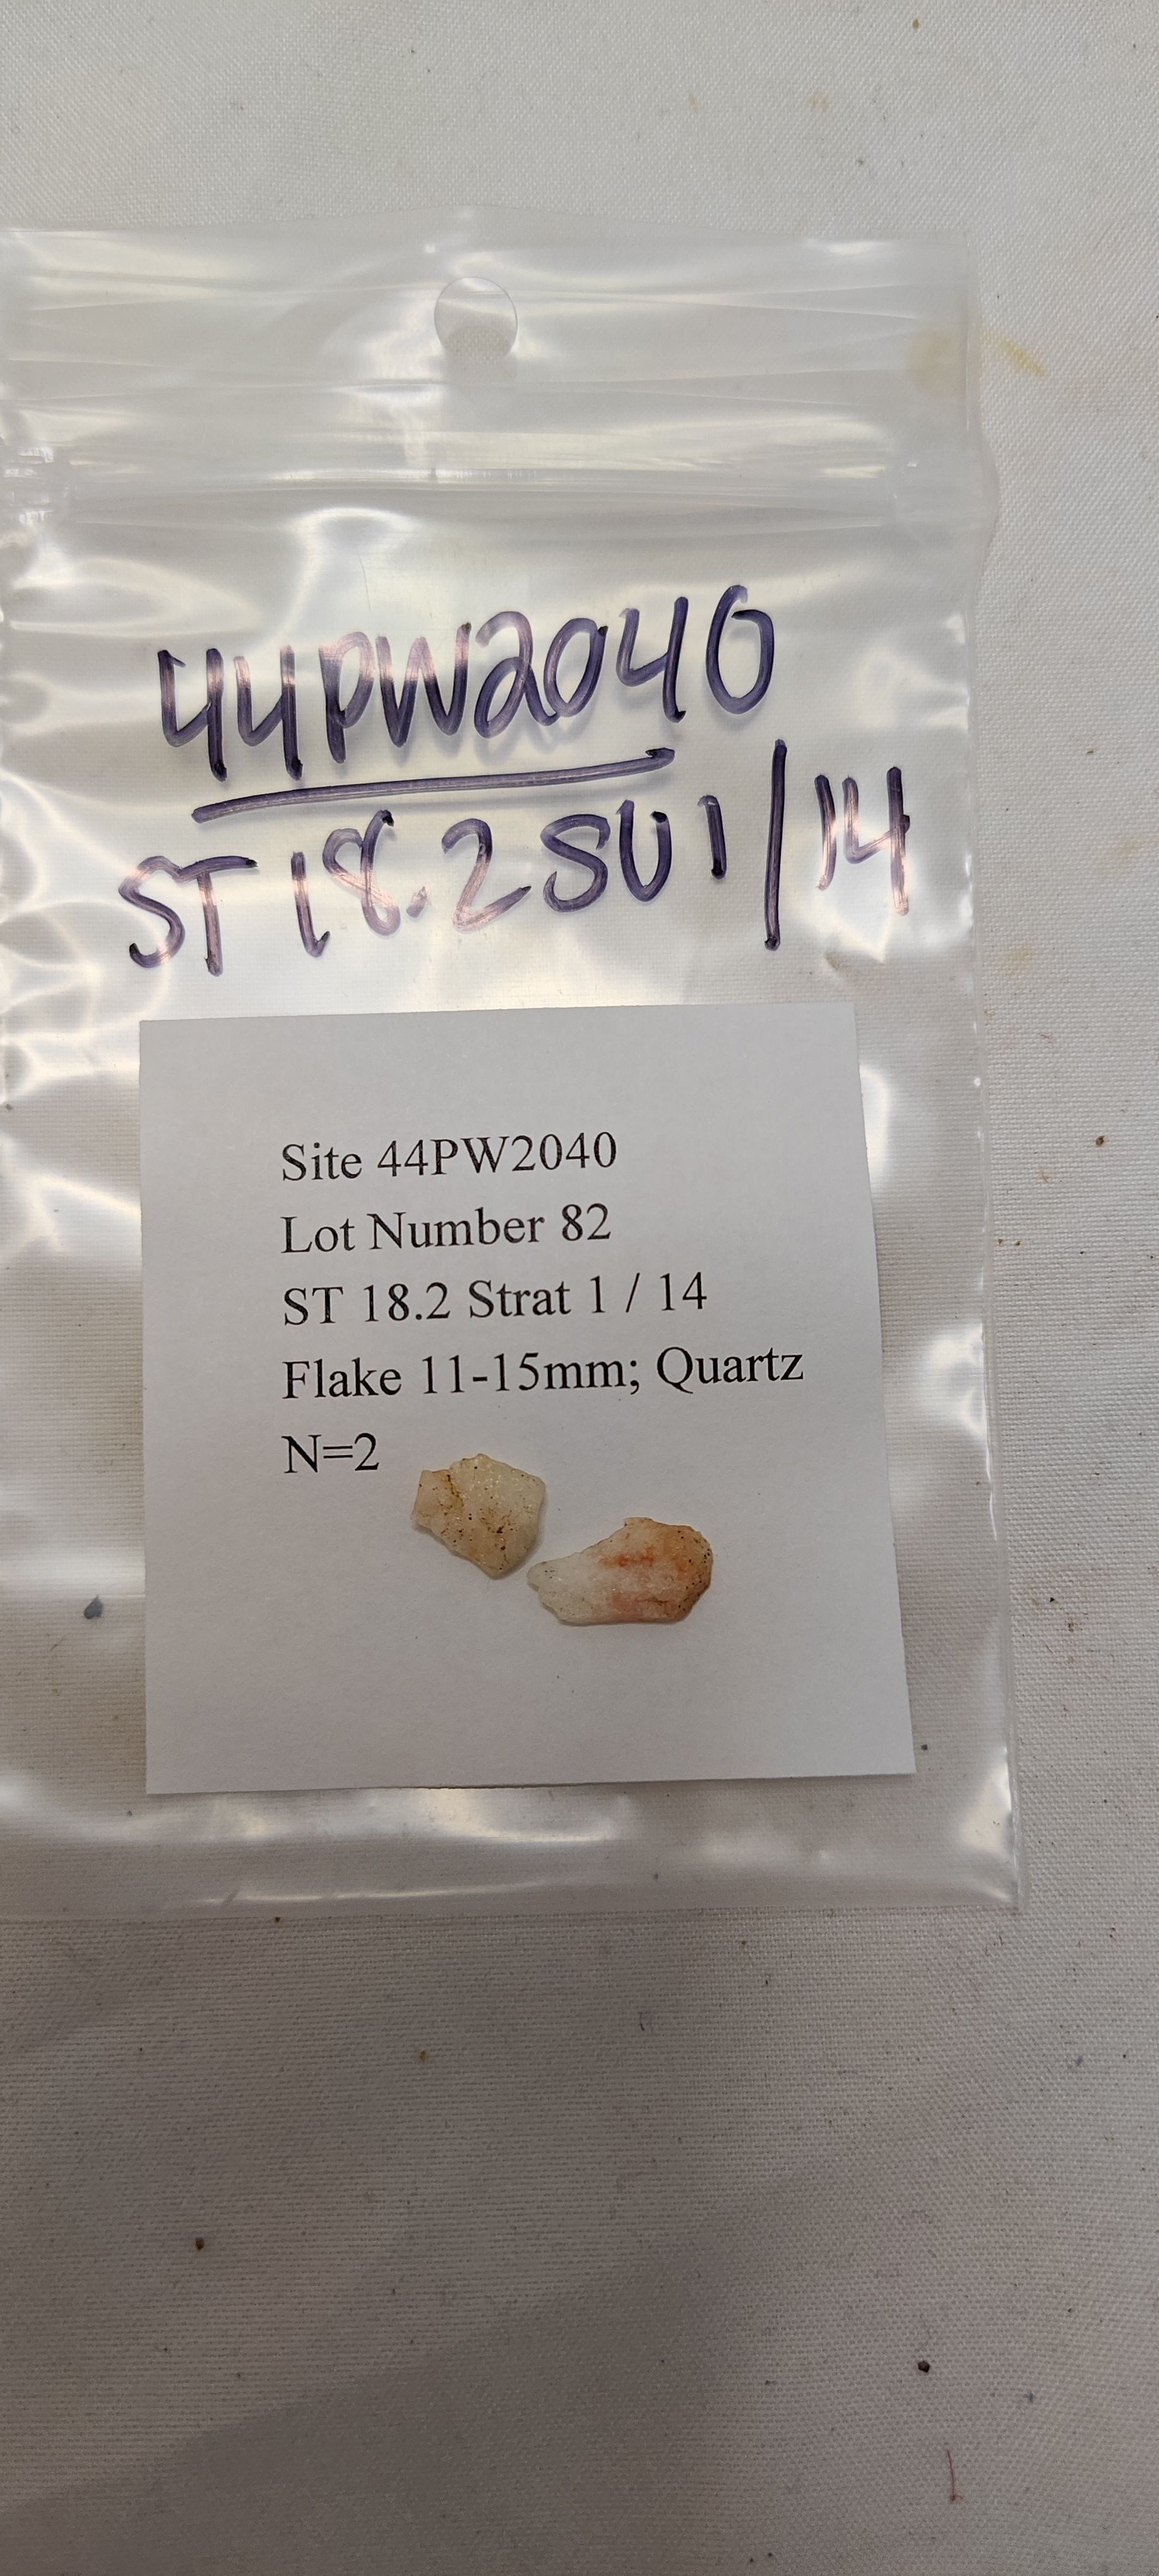 44PW2040
ST 18.2 SU 1/14
Site 44PW2040
Lot Number 82
ST 18.2 Strat 1 / 14
Flake 11-15mm; Quartz
N=2